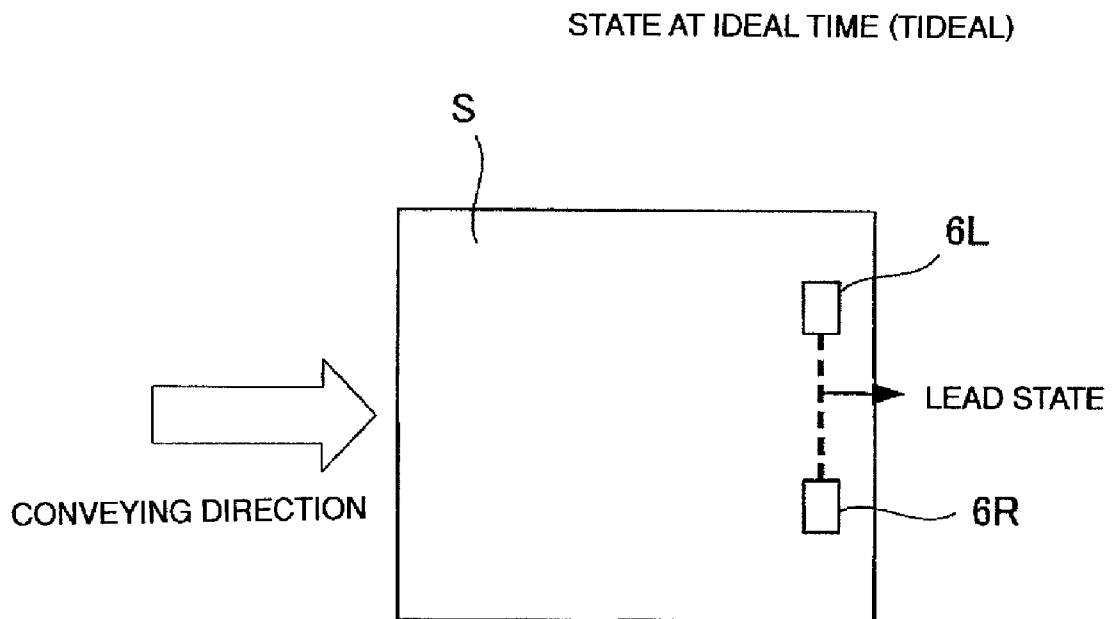 STATE AT IDEAL TIME (TIDEAL)
S
6L
LEAD STATE
CONVEYING DIRECTION
6R